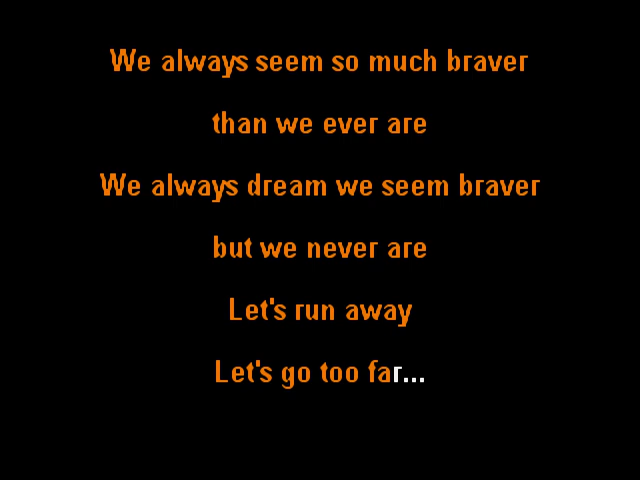 We always seem so much braver
than we ever are
We always dream we seem braver
but we never are
Let's run away
Let's go too far...